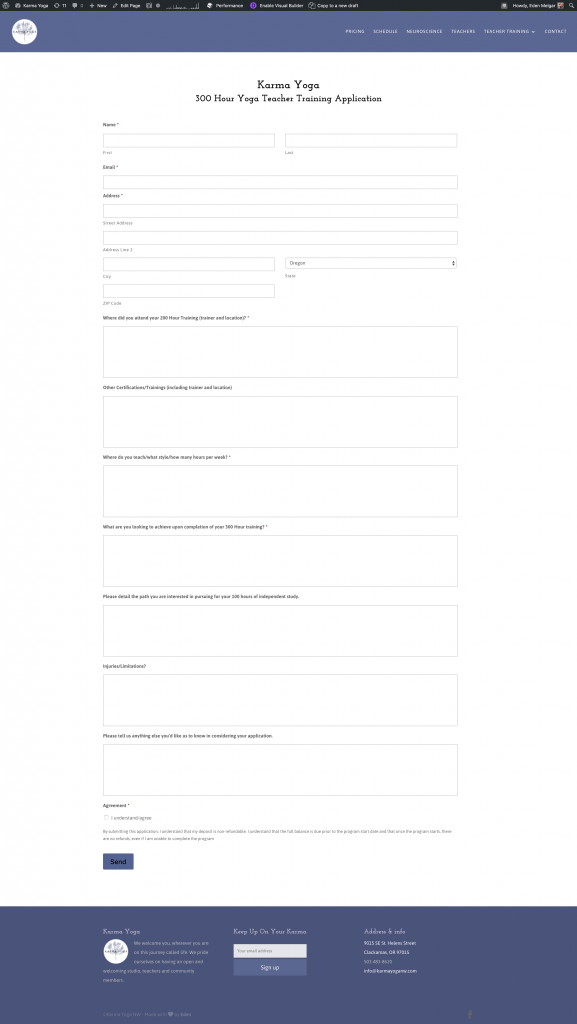 Karma Yoga 11 0 New Edit Page Performance Enable Visual Builder Copy to a new draft Howdy, Eden Melgar
PRICING SCHEDULE NEUROSCIENCE TEACHERS TEACHER TRAINING CONTACT
Karma Yoga
300 Hour Yoga Teacher Training Application
Name *
First Last
Email *
Address *
Street Address
Address Line 2
Oregon
City State
ZIP Code
Where did you attend your 200 Hour Training (trainer and location)? *
Other Certifications/Trainings (including trainer and location)
Where do you teach/what style/how many hours per week? *
What are you looking to achieve upon completion of your 300 Hour training? *
Please detail the path you are interested in pursuing for your 100 hours of independent study.
Injuries/Limitations?
Please tell us anything else you'd like us to know in considering your application.
Agreement *
I understand/agree.
By submitting this application, I understand that my deposit is non-refundable. I understand that the full balance is due prior to the program start date and that once the program starts, there
are no refunds, even if I am unable to complete the program.
Send
Karma Yoga Keep Up On Your Karma Address & info
We welcome you, wherever you are
on this journey called life. We pride
ourselves on having an open and
welcoming studio, teachers and community
members.
Your email address
Sign up
9015 SE St. Helens Street
Clackamas, OR 97015
info@karmayoganw.com
Karma Yoga NW · Made with by Eden